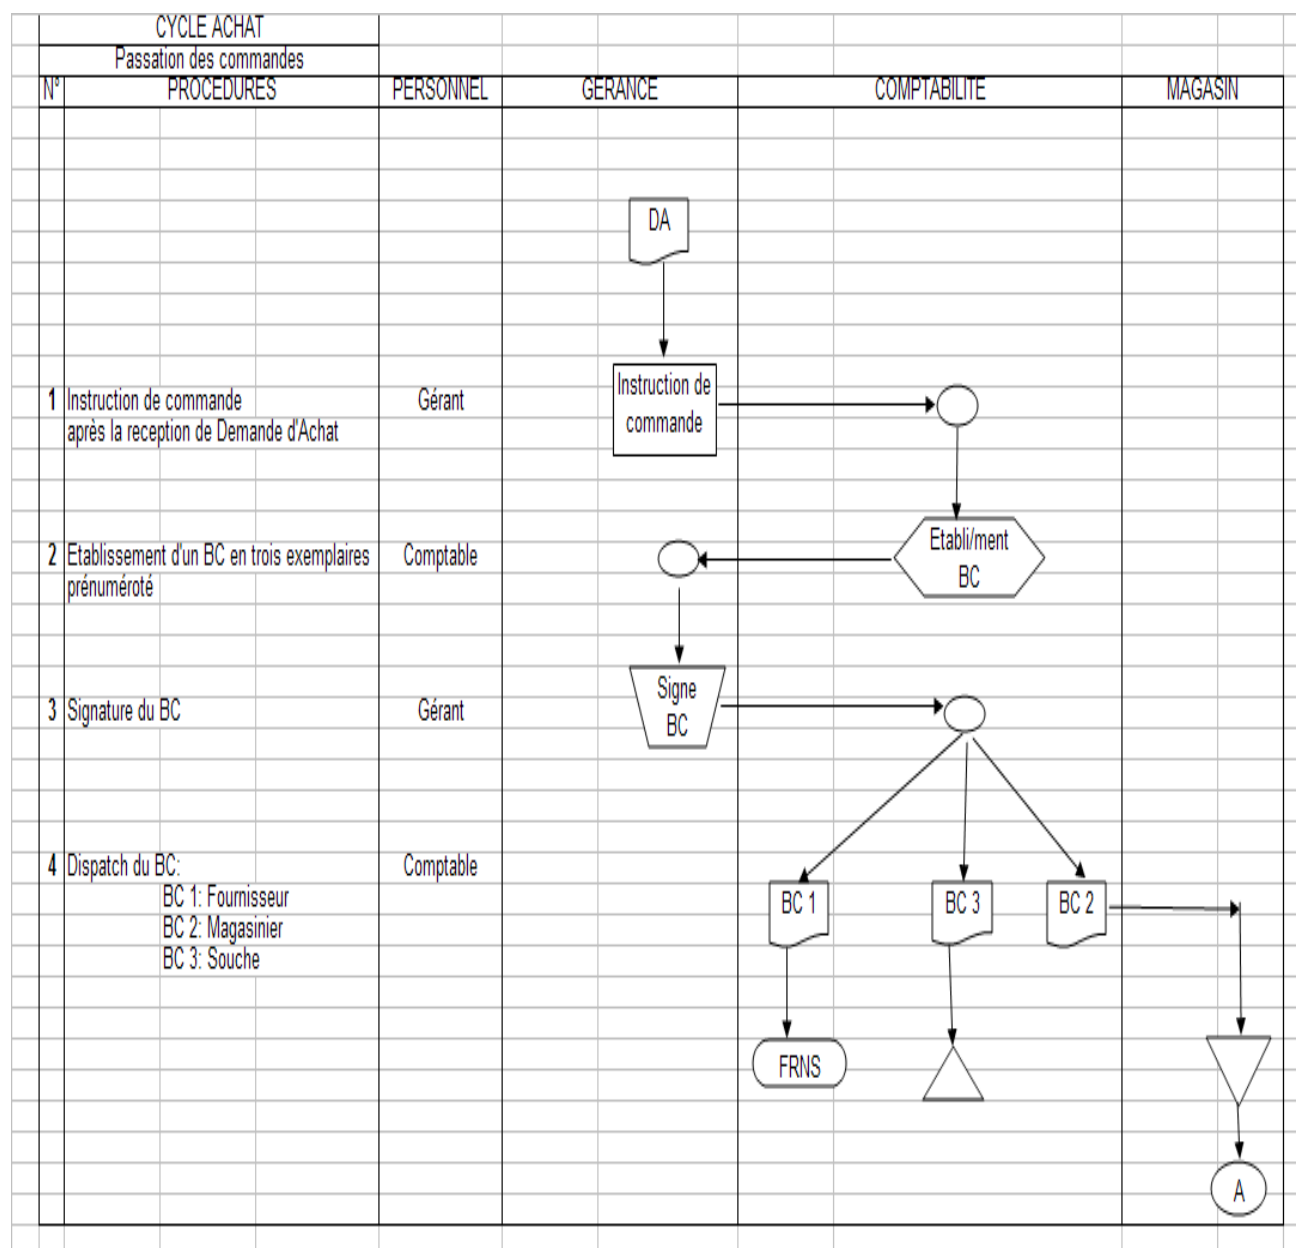 CYCLE ACHAT
Passation des commandes
N° PROCEDURES PERSONNEL GERANCE COMPTABILITE MAGASIN
DA
1 Instruction de commande Gérant
après la reception de Demande d'Achat
Instruction de
commande
2 Etablissement d'un BC en trois exemplaires Comptable
prénuméroté
Etabli/ment
BC
3 Signature du BC Gérant
Signe
BC
4 Dispatch du BC: Comptable
BC 1: Fournisseur
BC 2: Magasinier
BC 3: Souche
BC 1 BC 3 BC 2
FRNS
A